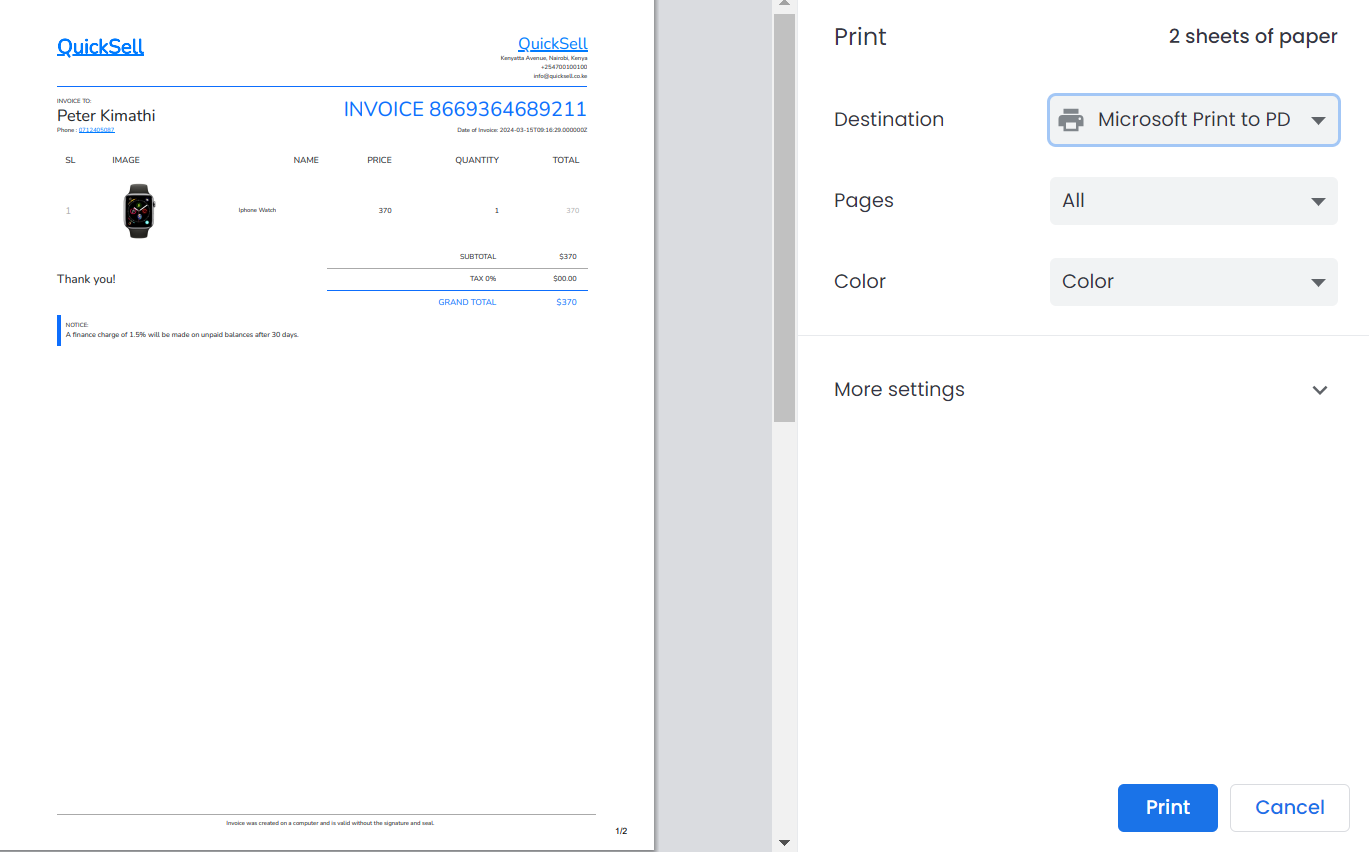 QuickSell
QuickSell
Kenyatta Avenue, Nairobi, Kenya
+254700100100
info@quicksell.co.ke
INVOICE TO:
Peter Kimathi
Phone : 0712405087
INVOICE 8669364689211
Date of Invoice: 2024-03-15T09:16:29.000000Z
SL IMAGE NAME PRICE QUANTITY TOTAL
1 Iphone Watch 370 1 370
SUBTOTAL $370
TAX 0% $00.00
GRAND TOTAL $370
Thank you!
NOTICE:
A finance charge of 1.5% will be made on unpaid balances after 30 days.
Invoice was created on a computer and is valid without the signature and seal.
1/2
Print 2 sheets of paper
Destination Microsoft Print to PD
Pages All
Color Color
More settings
Print Cancel